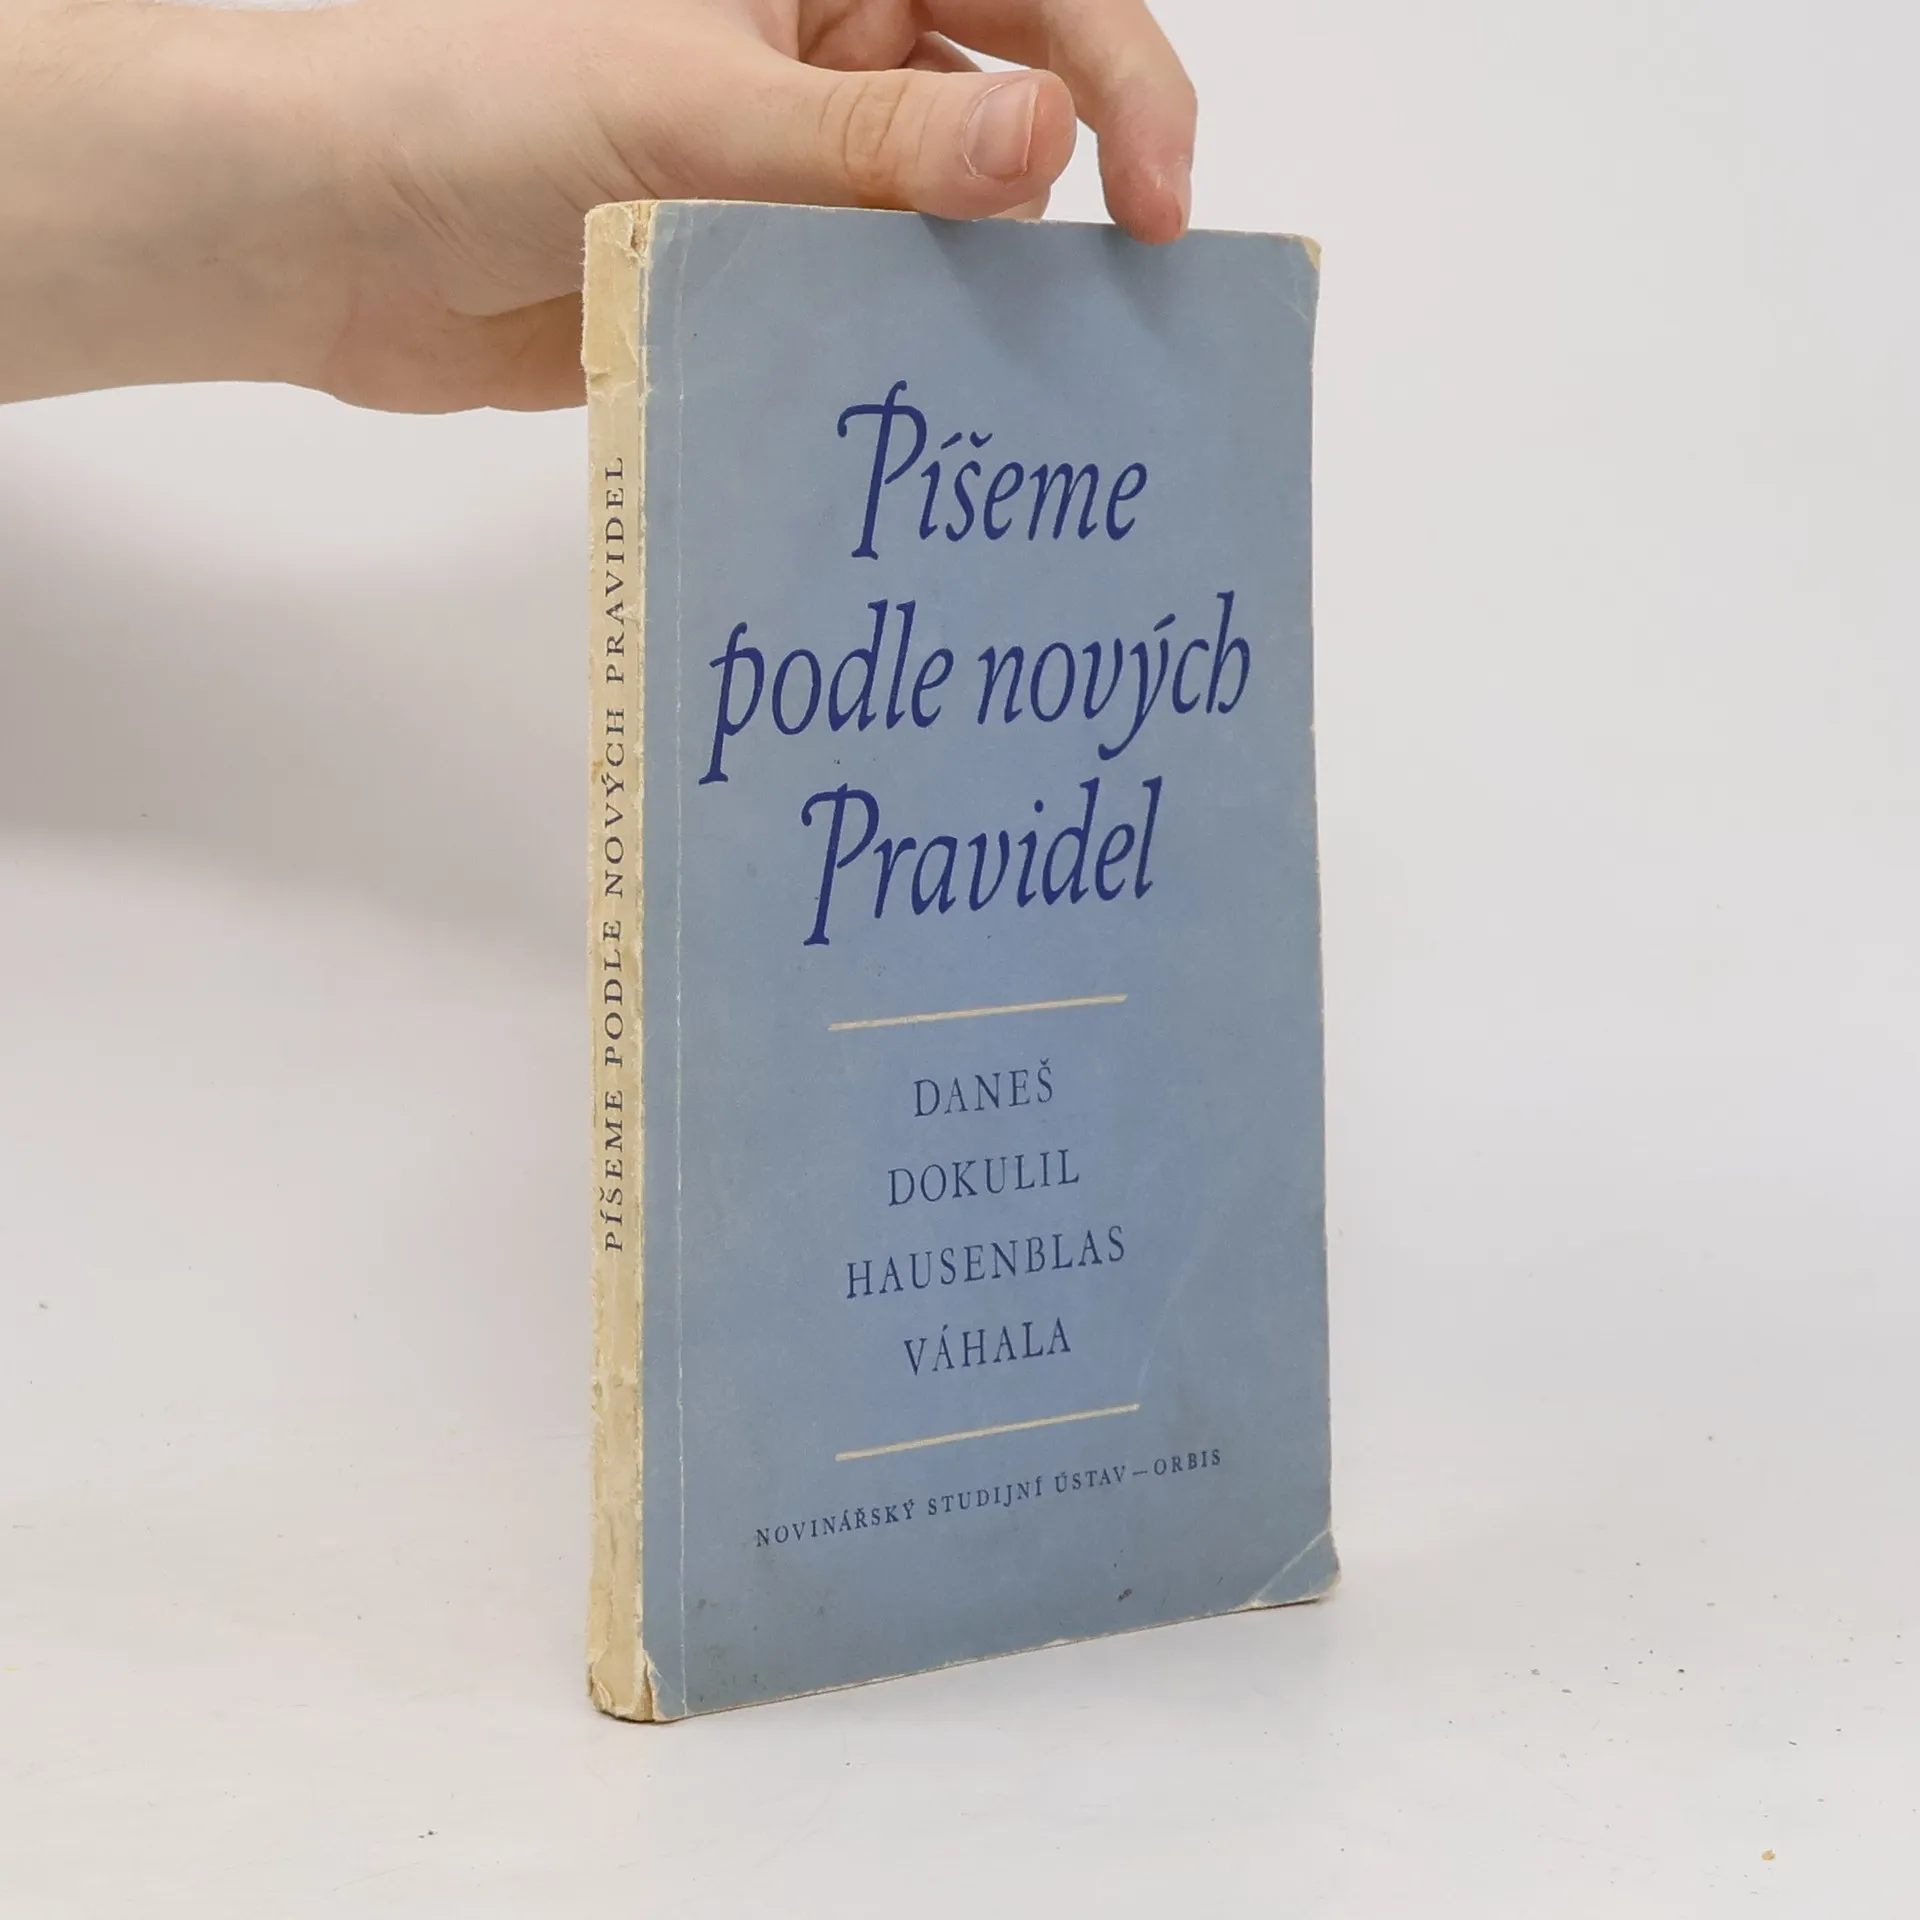 PÍŠEME PODLE NOVÝCH PRAVIDEL
Píšeme
podle nových
Pravidel
DANEŠ
DOKULIL
HAUSENBLAS
VÁHALA
NOVINÁŘSKÝ STUDIJNÍ ÚSTAV—ORBIS